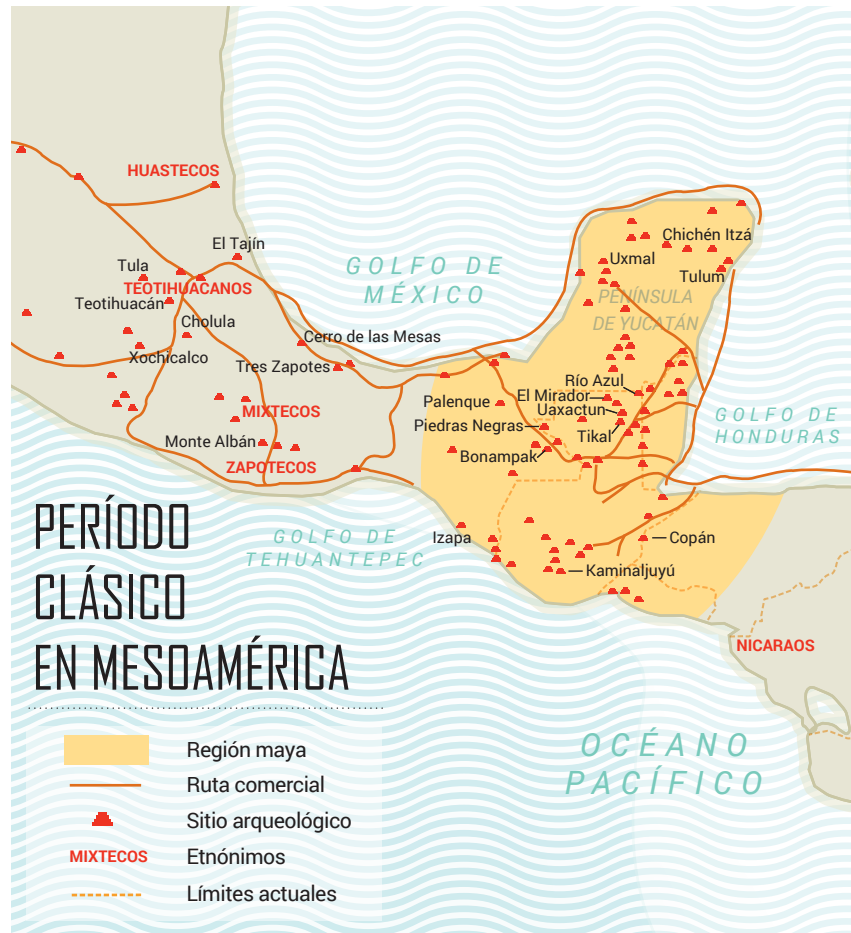 HUASTECOS
El Tajín
Tula
TEOTIHUACANOS
Teotihuacán
Cholula
Xochicalco
Cerro de las Mesas
Tres Zapotes
MIXTECOS
Monte Albán
ZAPOTECOS
GOLFO DE
MÉXICO
Chichén Itzá
Uxmal
Tulum
PENÍNSULA
DE YUCATÁN
Río Azul
El Mirador
Uaxactun
Tikal
Palenque
Piedras Negras
Bonampak
GOLFO DE
HONDURAS
GOLFO DE
TEHUANTEPEC
Izapa
Copán
Kaminaljuyú
NICARAOS
OCÉANO
PACÍFICO
PERÍODO
CLÁSICO
EN MESOAMÉRICA
Región maya
Ruta comercial
Sitio arqueológico
MIXTECOS Etnónimos
Límites actuales